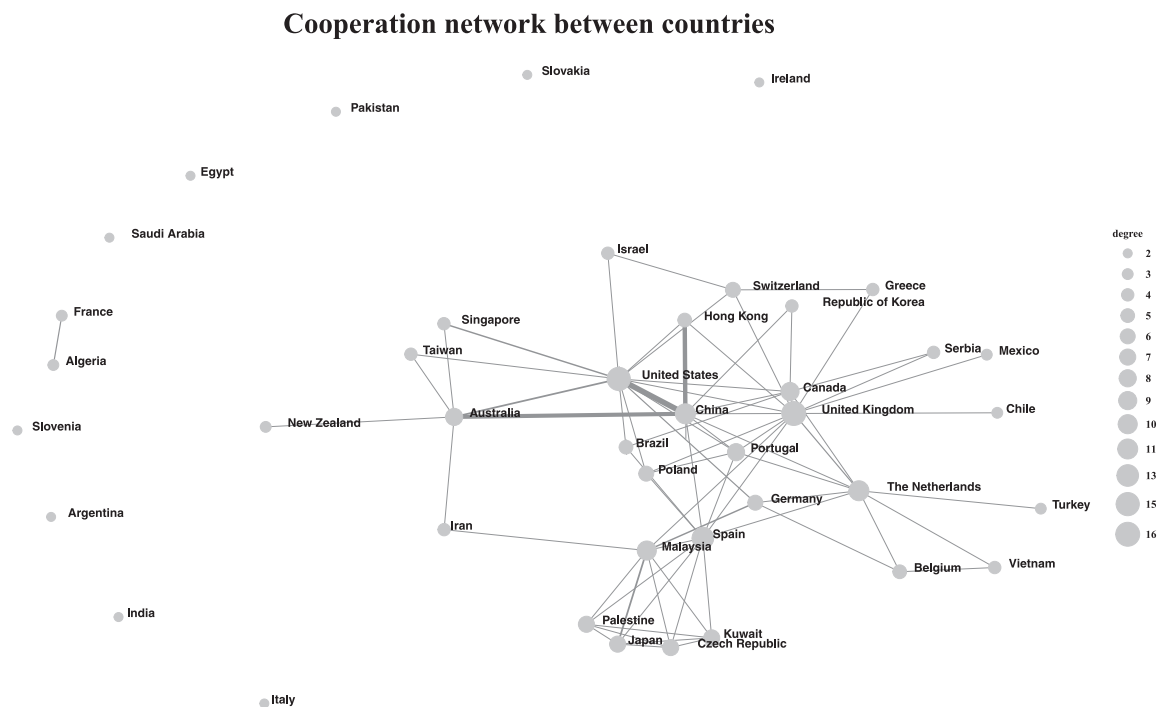 Cooperation network between countries
Slovakia
Ireland
Pakistan
Egypt
Saudi Arabia
degree
Israel
2
3
Switzerland
Greece
4
Republic of Korea
France
Hong Kong
5
Singapore
6
Taiwan
Serbia
Mexico
7
Algeria
United States
8
Canada
9
Australia
China
United Kingdom
Chile
New Zealand
10
Slovenia
Brazil
Portugal
11
Poland
13
The Netherlands
Germany
15
Turkey
Argentina
Iran
Spain
16
Malaysia
Belgium
Vietnam
India
Palestine
Kuwait
Japan
Czech Republic
Italy